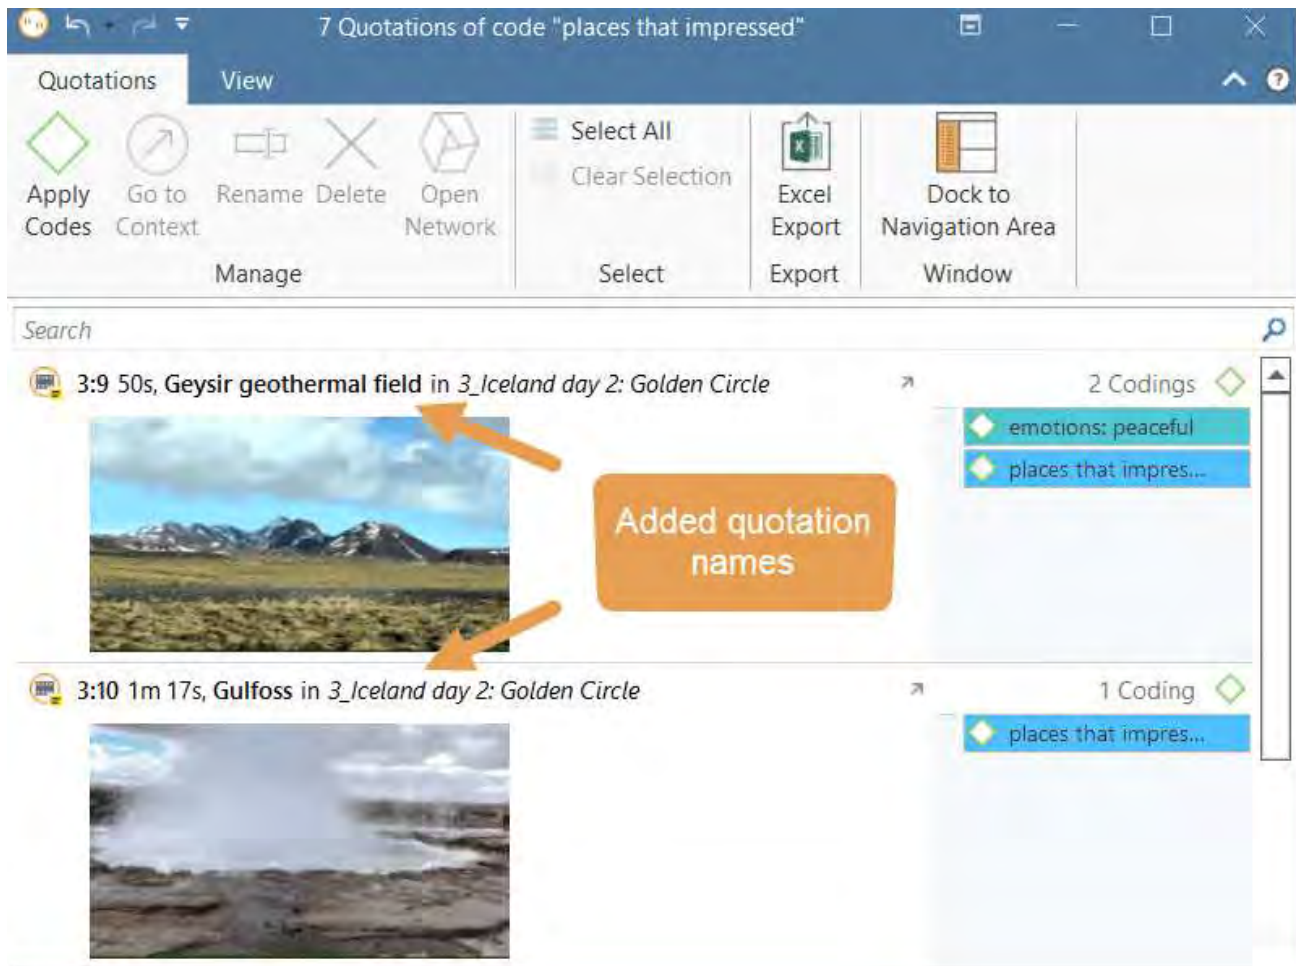 7 Quotations of code "places that impressed"
Quotations View
Apply Codes
Go to Context
Rename
Delete
Open Network
Manage
Select All
Clear Selection
Select
Excel Export
Export
Dock to Navigation Area
Window
Search
3:9 50s, Geysir geothermal field in 3_Iceland day 2: Golden Circle
2 Codings
emotions: peaceful
places that impres...
Added quotation
names
3:10 1m 17s, Gulfoss in 3_Iceland day 2: Golden Circle
1 Coding
places that impres...